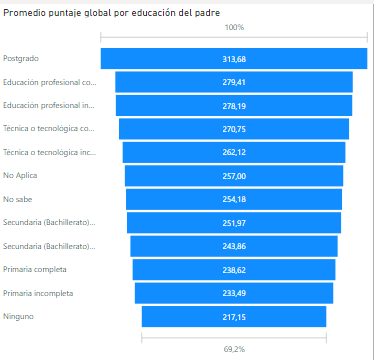 Promedio puntaje global por educación del padre
100%
Postgrado 313,68
Educación profesional co... 279,41
Educación profesional in... 278,19
Técnica o tecnológica co... 270,75
Técnica o tecnológica inc... 262,12
No Aplica 257,00
No sabe 254,18
Secundaria (Bachillerato)... 251,97
Secundaria (Bachillerato)... 243,86
Primaria completa 238,62
Primaria incompleta 233,49
Ninguno 217,15
69,2%